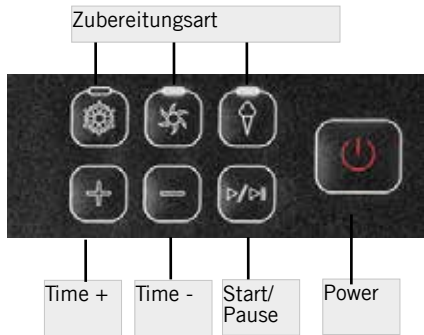 Zubereitungsart
Time +
Time -
Start/
Pause
Power